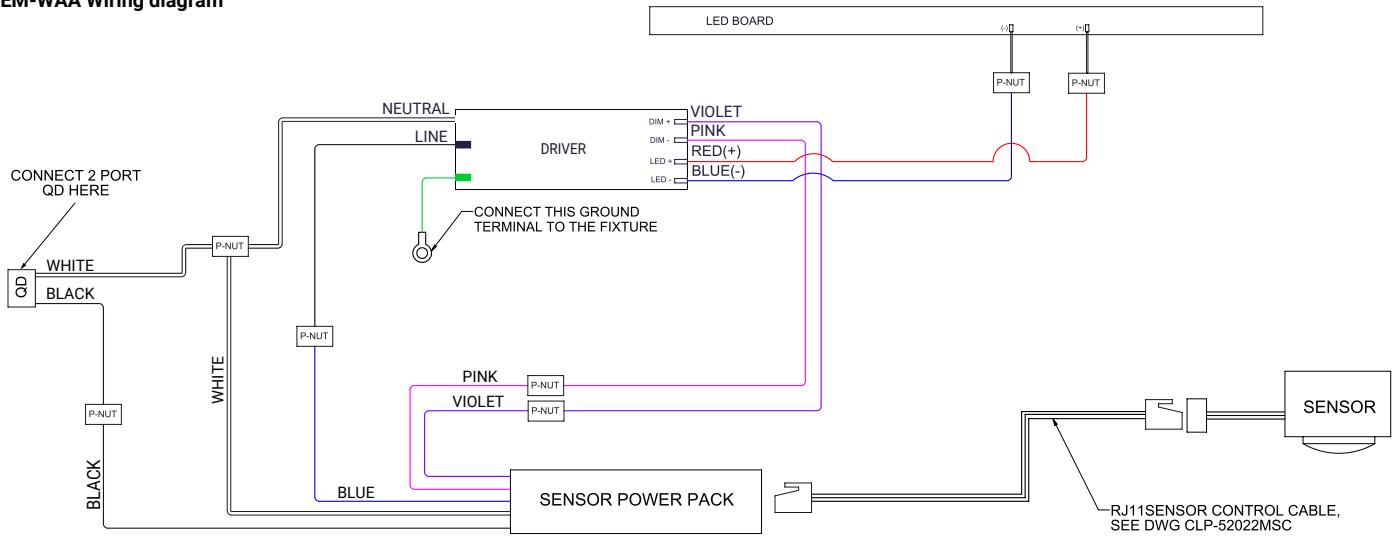 EM-WAA Wiring diagram
LED BOARD
(-)
(+)
P-NUT
P-NUT
NEUTRAL
LINE
DRIVER
DIM +
DIM -
LED +
LED -
VIOLET
PINK
RED(+)
BLUE(-)
CONNECT 2 PORT
QD HERE
CONNECT THIS GROUND
TERMINAL TO THE FIXTURE
P-NUT
WHITE
QD
BLACK
P-NUT
WHITE
PINK
P-NUT
VIOLET
P-NUT
P-NUT
BLACK
BLUE
SENSOR POWER PACK
SENSOR
RJ11SENSOR CONTROL CABLE,
SEE DWG CLP-52022MSC